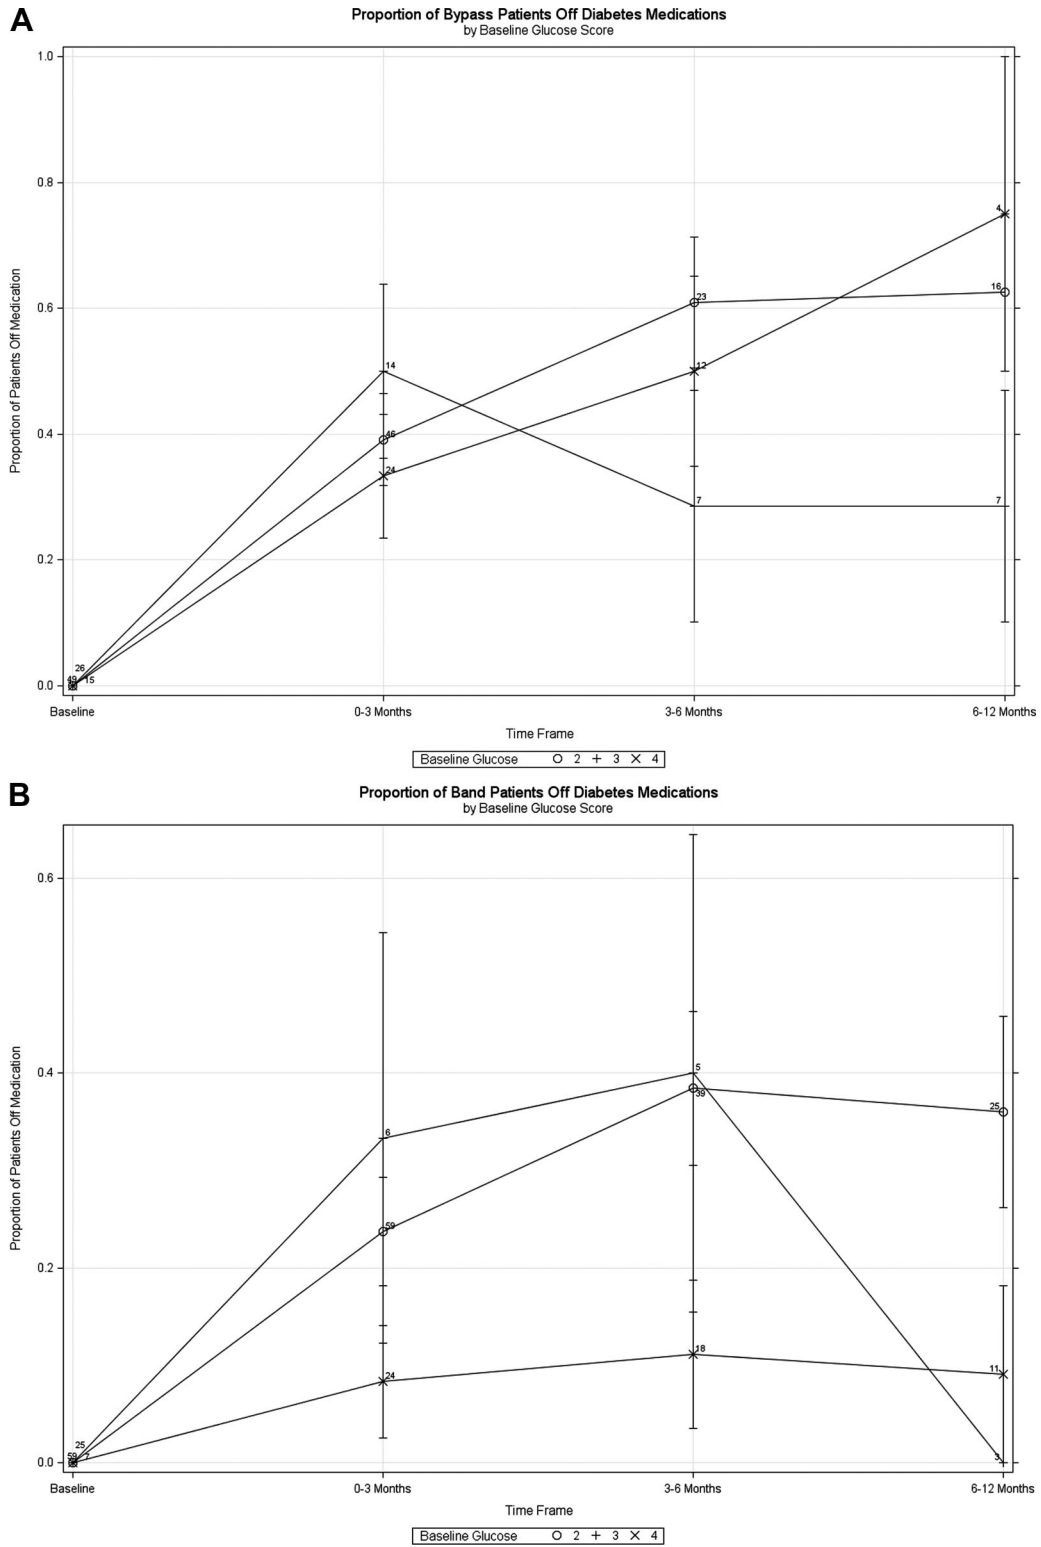 A
Proportion of Bypass Patients Off Diabetes Medications
by Baseline Glucose Score
Proportion of Patients Off Medication
1.0
0.8
0.6
0.4
0.2
0.0
4
16
23
12
14
46
24
7
7
26
49
15
Baseline
0-3 Months
3-6 Months
6-12 Months
Time Frame
Baseline Glucose 2 3 4
B
Proportion of Band Patients Off Diabetes Medications
by Baseline Glucose Score
Proportion of Patients Off Medication
0.6
0.4
0.2
0.0
5
39
25
6
59
24
18
11
3
25
59
7
Baseline
0-3 Months
3-6 Months
6-12 Months
Time Frame
Baseline Glucose 2 3 4